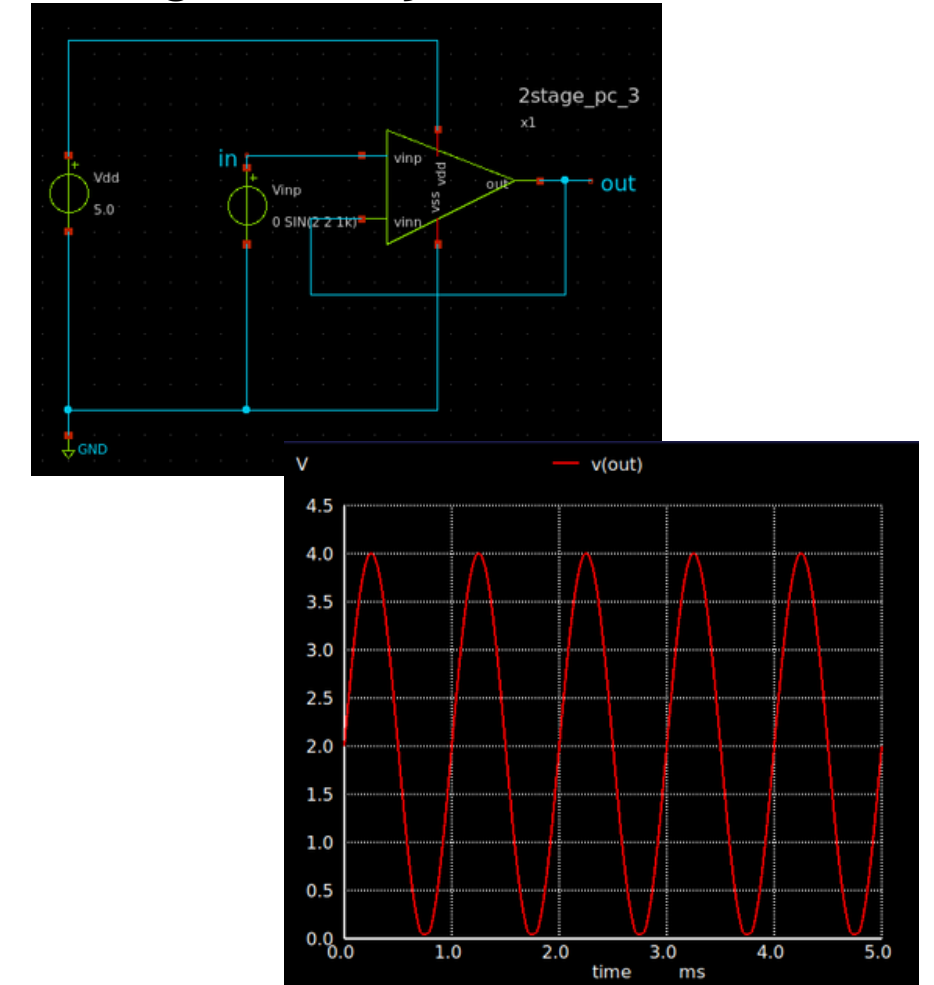 2stage_pc_3
x1
in
vinp
vdd
Vdd
5.0
Vinp
0 SIN(2 2 1k)
vss
vinn
out
out
GND
V
v(out)
4.5
4.0
3.5
3.0
2.5
2.0
1.5
1.0
0.5
0.0
0.0 1.0 2.0 3.0 4.0 5.0
time ms